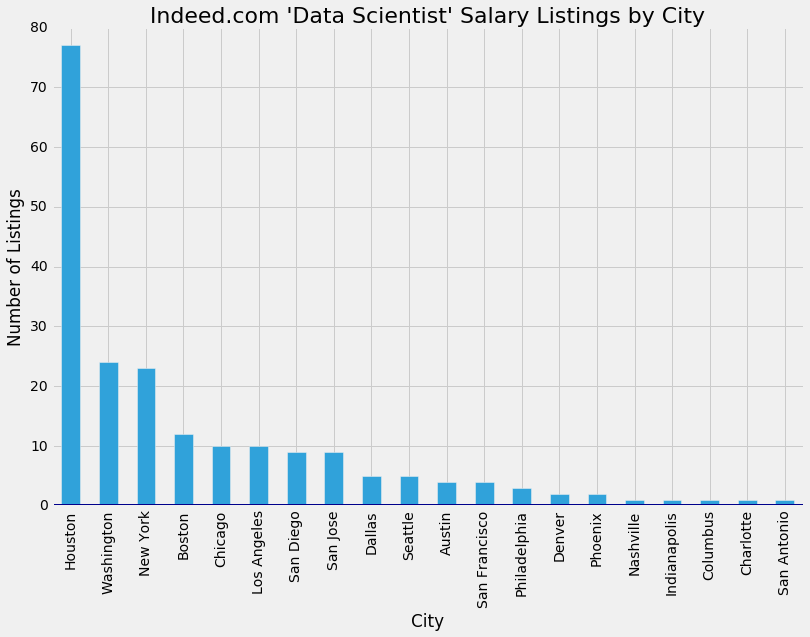 Indeed.com 'Data Scientist' Salary Listings by City
80
70
60
50
40
30
20
10
0
Number of Listings
Houston
Washington
New York
Boston
Chicago
Los Angeles
San Diego
San Jose
Dallas
Seattle
Austin
San Francisco
Philadelphia
Denver
Phoenix
Nashville
Indianapolis
Columbus
Charlotte
San Antonio
City